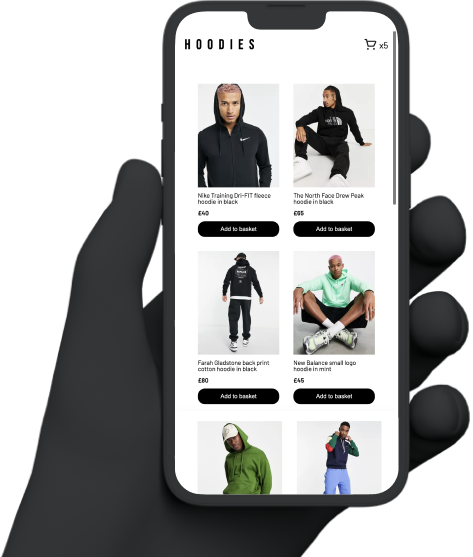 HOODIES
x5
Nike Training Dri-FIT fleece
hoodie in black
£40
Add to basket
The North Face Drew Peak
hoodie in black
£65
Add to basket
Farah Gladstone back print
cotton hoodie in black
£80
Add to basket
New Balance small logo
hoodie in mint
£45
Add to basket